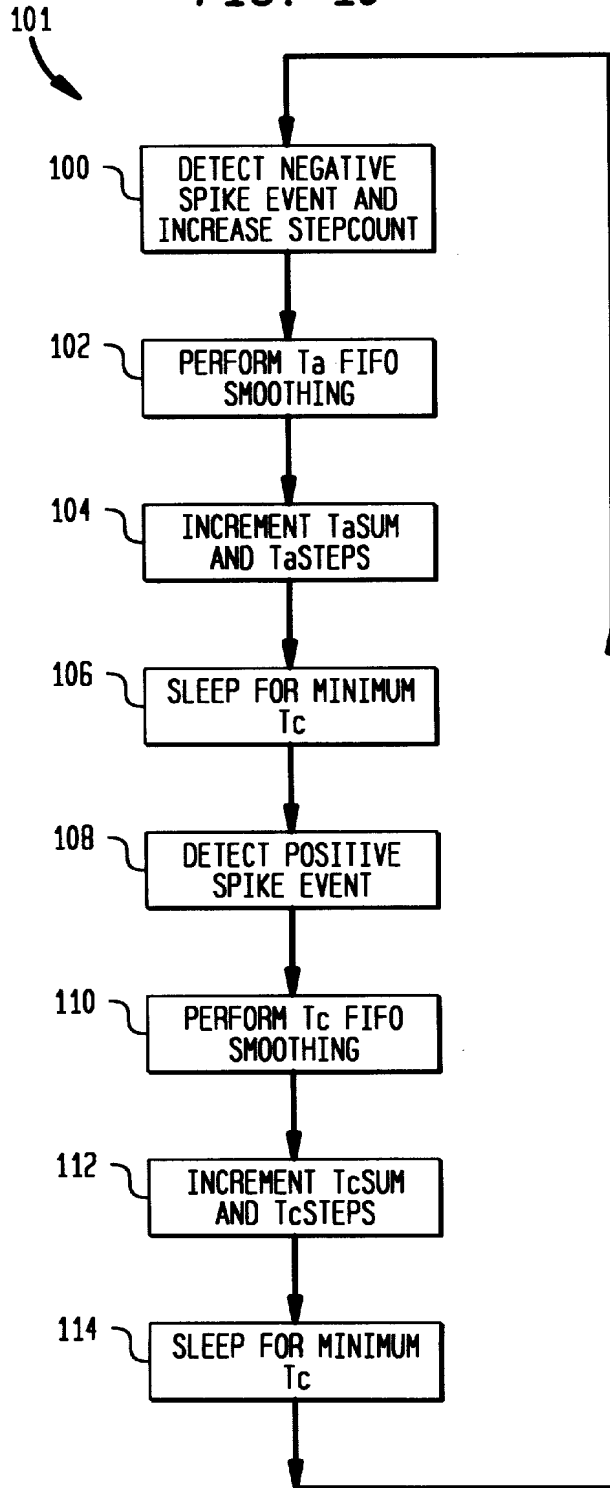 101
100
DETECT NEGATIVE
SPIKE EVENT AND
INCREASE STEPCOUNT
102
PERFORM Ta FIFO
SMOOTHING
104
INCREMENT TaSUM
AND TaSTEPS
106
SLEEP FOR MINIMUM
Tc
108
DETECT POSITIVE
SPIKE EVENT
110
PERFORM Tc FIFO
SMOOTHING
112
INCREMENT TcSUM
AND TcSTEPS
114
SLEEP FOR MINIMUM
Tc